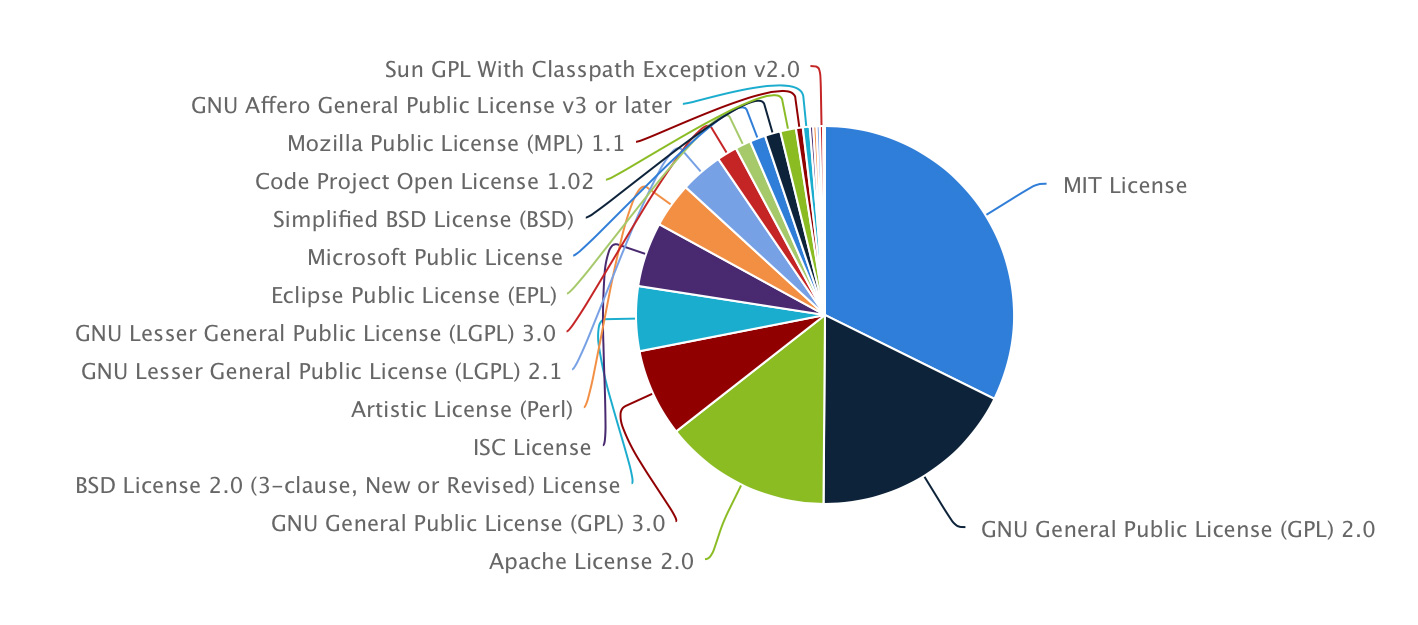 Sun GPL With Classpath Exception v2.0
GNU Affero General Public License v3 or later
Mozilla Public License (MPL) 1.1
Code Project Open License 1.02
MIT License
Simplified BSD License (BSD)
Microsoft Public License
Eclipse Public License (EPL)
GNU Lesser General Public License (LGPL) 3.0
GNU Lesser General Public License (LGPL) 2.1
Artistic License (Perl)
ISC License
BSD License 2.0 (3-clause, New or Revised) License
GNU General Public License (GPL) 3.0
GNU General Public License (GPL) 2.0
Apache License 2.0